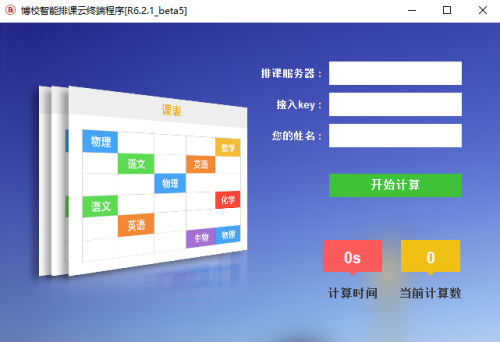 博校智能排课云终端程序[R6.2.1_beta5]
课表
物理 数学
语文 英语
物理
语文 化学
英语
生物 物理
排课服务器：
接入key：
您的姓名：
开始计算
0s 0
计算时间 当前计算数